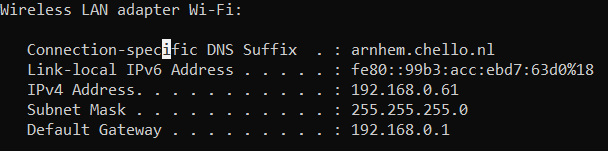 Wireless LAN adapter Wi-Fi:
Connection-specific DNS Suffix  . : arnhem.chello.nl
Link-local IPv6 Address . . . . . : fe80::99b3:acc:ebd7:63d0%18
IPv4 Address. . . . . . . . . . . : 192.168.0.61
Subnet Mask . . . . . . . . . . . : 255.255.255.0
Default Gateway . . . . . . . . . : 192.168.0.1